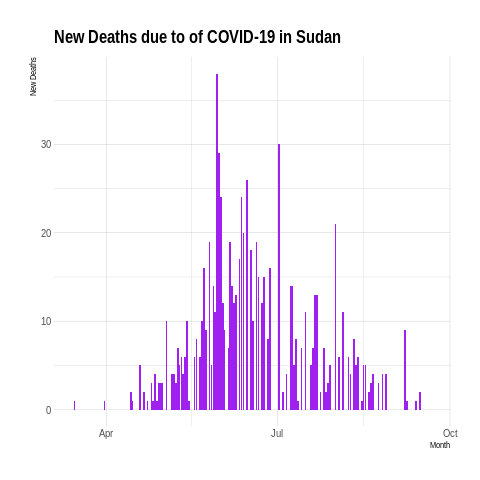 New Deaths due to of COVID-19 in Sudan
New Deaths
30
20
10
0
Apr
Jul
Oct
Month